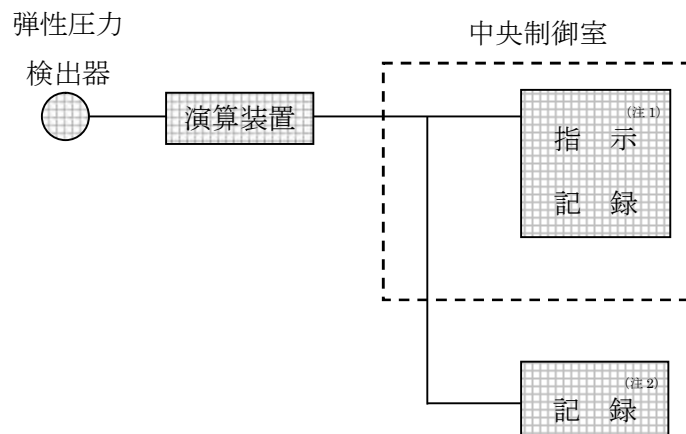 弾性圧力
検出器
演算装置
中央制御室
(注1)
指 示
記 録
(注2)
記 録